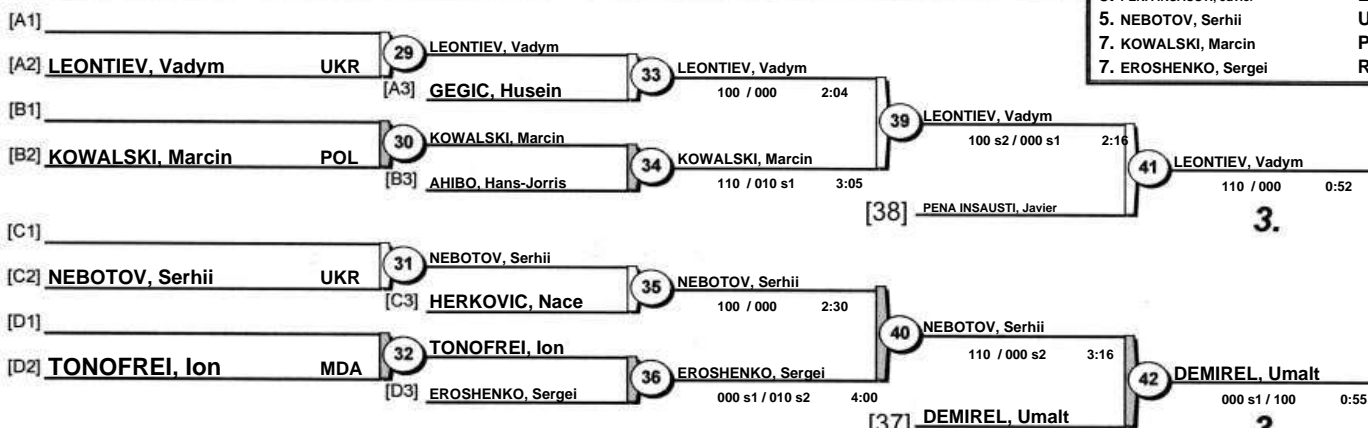 5. NEBOTOV, Serhii U
7. KOWALSKI, Marcin P
7. EROSHENKO, Sergei R
[A1]
[A2] LEONTIEV, Vadym UKR
29
LEONTIEV, Vadym
[A3] GEGIC, Husein
33
LEONTIEV, Vadym
100 / 000 2:04
[B1]
[B2] KOWALSKI, Marcin POL
30
KOWALSKI, Marcin
[B3] AHIBO, Hans-Jorris
34
KOWALSKI, Marcin
110 / 010 s1 3:05
39
LEONTIEV, Vadym
100 s2 / 000 s1 2:16
[38] PENA INSAUSTI, Javier
41
LEONTIEV, Vadym
110 / 000 0:52
3.
[C1]
[C2] NEBOTOV, Serhii UKR
31
NEBOTOV, Serhii
[C3] HERKOVIC, Nace
35
NEBOTOV, Serhii
100 / 000 2:30
[D1]
[D2] TONOFREI, Ion MDA
32
TONOFREI, Ion
[D3] EROSHENKO, Sergei
36
EROSHENKO, Sergei
000 s1 / 010 s2 4:00
40
NEBOTOV, Serhii
110 / 000 s2 3:16
[37] DEMIREL, Umalt
42
DEMIREL, Umalt
000 s1 / 100 0:55